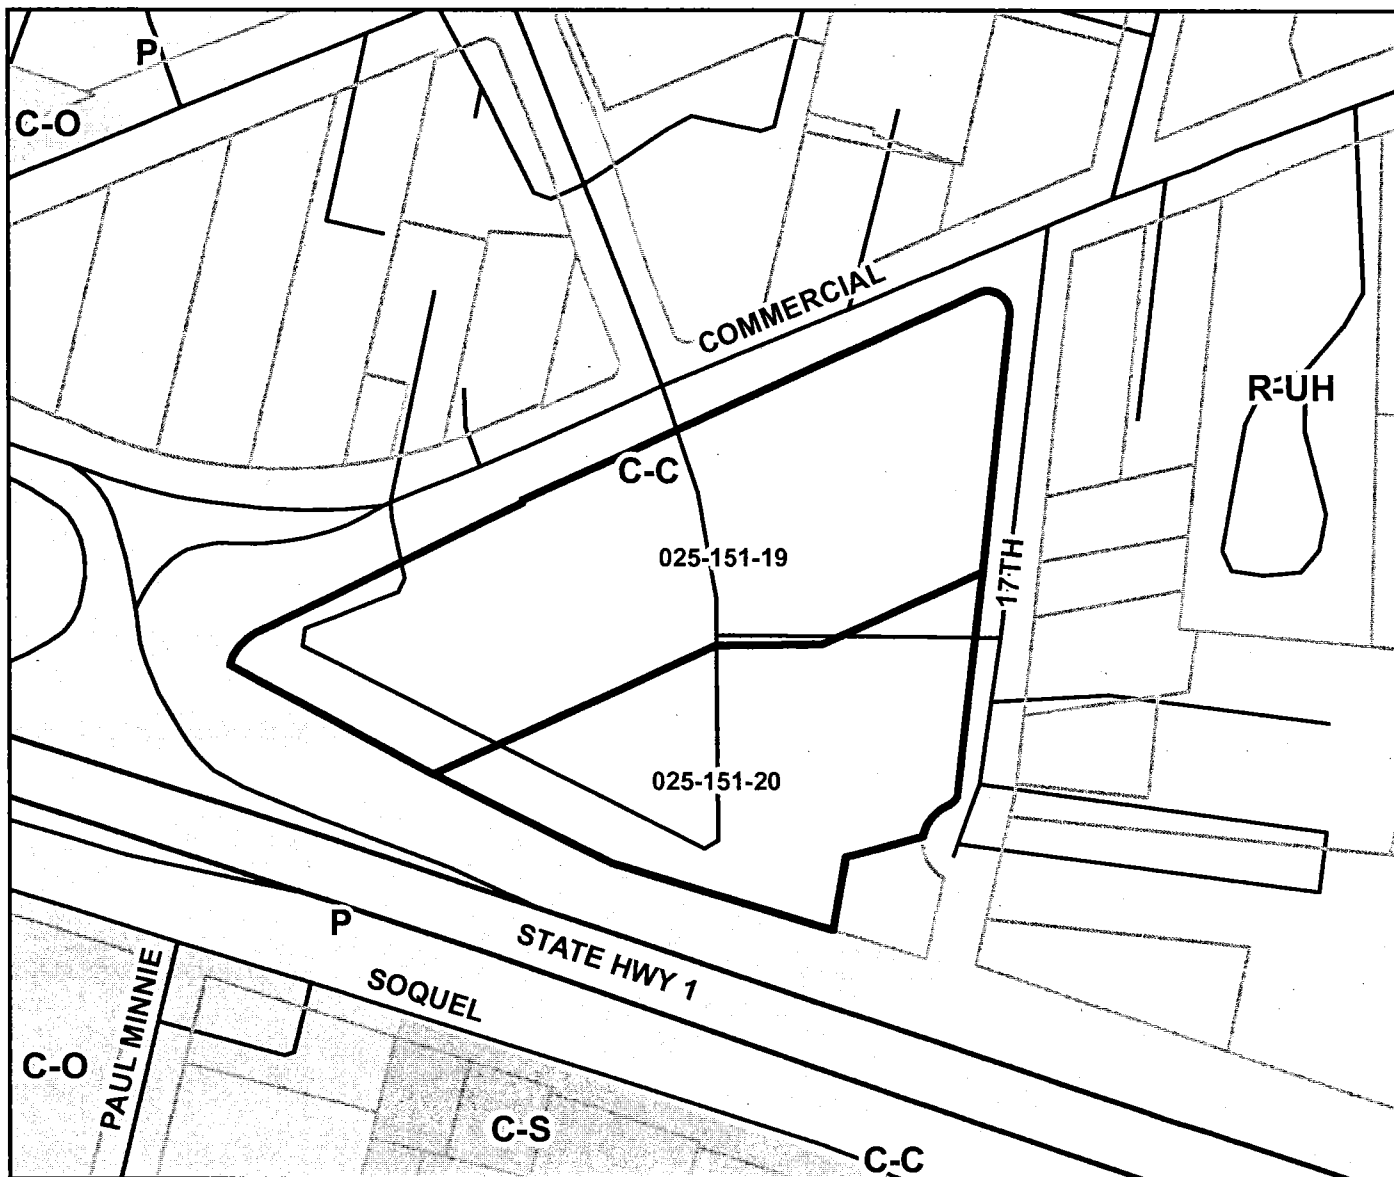 P
C-O
COMMERCIAL
R-UH
C-C
025-151-19
17TH
025-151-20
P
STATE HWY 1
SOQUEL
PAUL MINNIE
C-O
C-S
C-C